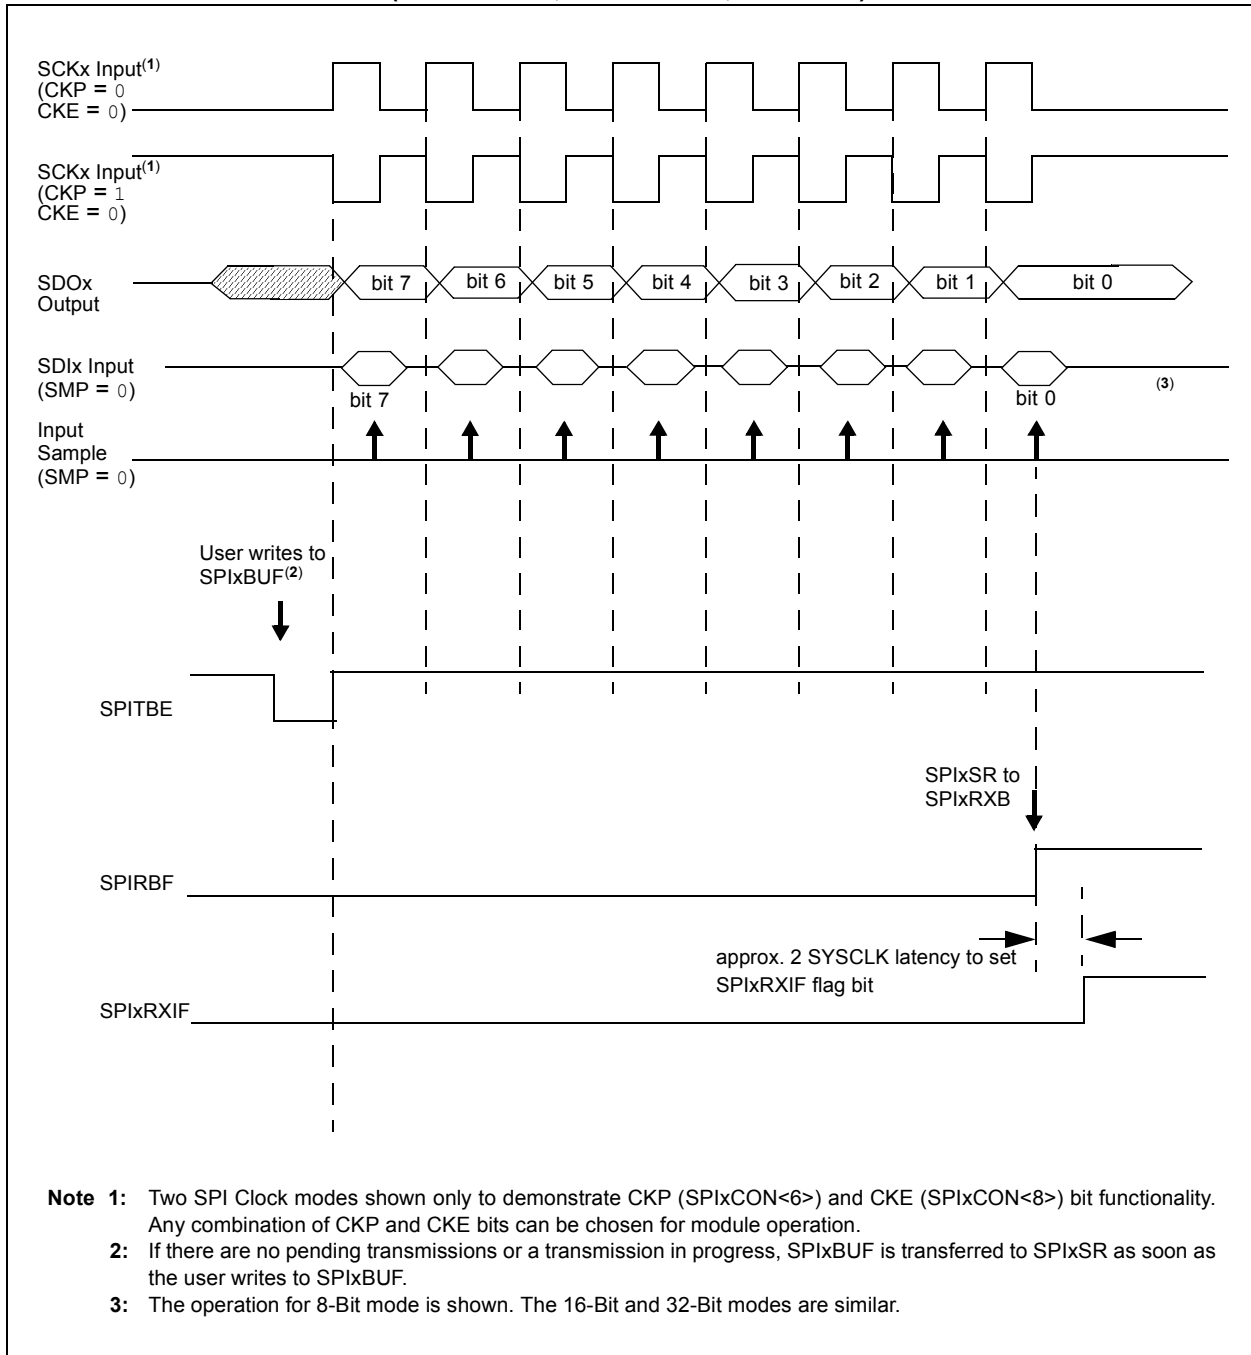 SCKx Input(1)
(CKP = 0
CKE = 0)
SCKx Input(1)
(CKP = 1
CKE = 0)
SDOx
Output
bit 7 bit 6 bit 5 bit 4 bit 3 bit 2 bit 1 bit 0
SDIx Input
(SMP = 0)
bit 7 bit 0
(3)
Input
Sample
(SMP = 0)
User writes to
SPIxBUF(2)
SPITBE
SPIxSR to
SPIxRXB
SPIRBF
approx. 2 SYSCLK latency to set
SPIxRXIF flag bit
SPIxRXIF
Note 1: Two SPI Clock modes shown only to demonstrate CKP (SPIxCON<6>) and CKE (SPIxCON<8>) bit functionality.
Any combination of CKP and CKE bits can be chosen for module operation.
2: If there are no pending transmissions or a transmission in progress, SPIxBUF is transferred to SPIxSR as soon as
the user writes to SPIxBUF.
3: The operation for 8-Bit mode is shown. The 16-Bit and 32-Bit modes are similar.